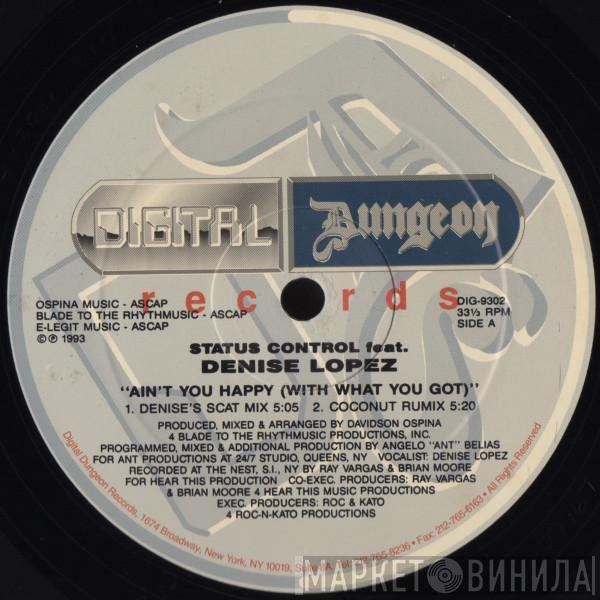 DIGITAL Dungeon
records
OSPINA MUSIC - ASCAP
BLADE TO THE RHYTHMUSIC - ASCAP
E-LEGIT MUSIC - ASCAP
©℗ 1993
DIG-9302
33⅓ RPM
SIDE A
STATUS CONTROL feat.
DENISE LOPEZ
"AIN'T YOU HAPPY (WITH WHAT YOU GOT)"
1. DENISE'S SCAT MIX 5:05 2. COCONUT RUMIX 5:20
PRODUCED, MIXED & ARRANGED BY DAVIDSON OSPINA
4 BLADE TO THE RHYTHMUSIC PRODUCTIONS, INC.
PROGRAMMED, MIXED & ADDITIONAL PRODUCTION BY ANGELO "ANT" BELIAS
FOR ANT PRODUCTIONS AT 24/7 STUDIO, QUEENS, NY VOCALIST: DENISE LOPEZ
RECORDED AT THE NEST, S.I., NY BY RAY VARGAS & BRIAN MOORE
FOR HEAR THIS PRODUCTION CO-EXEC. PRODUCERS: RAY VARGAS
& BRIAN MOORE 4 HEAR THIS MUSIC PRODUCTIONS
EXEC. PRODUCERS: ROC & KATO
4 ROC-N-KATO PRODUCTIONS
Digital Dungeon Records, 1674 Broadway, New York, NY 10019, Suite 8A, Tel: 212-765-8236 • Fax: 212-765-6163 • All Rights Reserved
МАРКЕТ ВИНИЛА